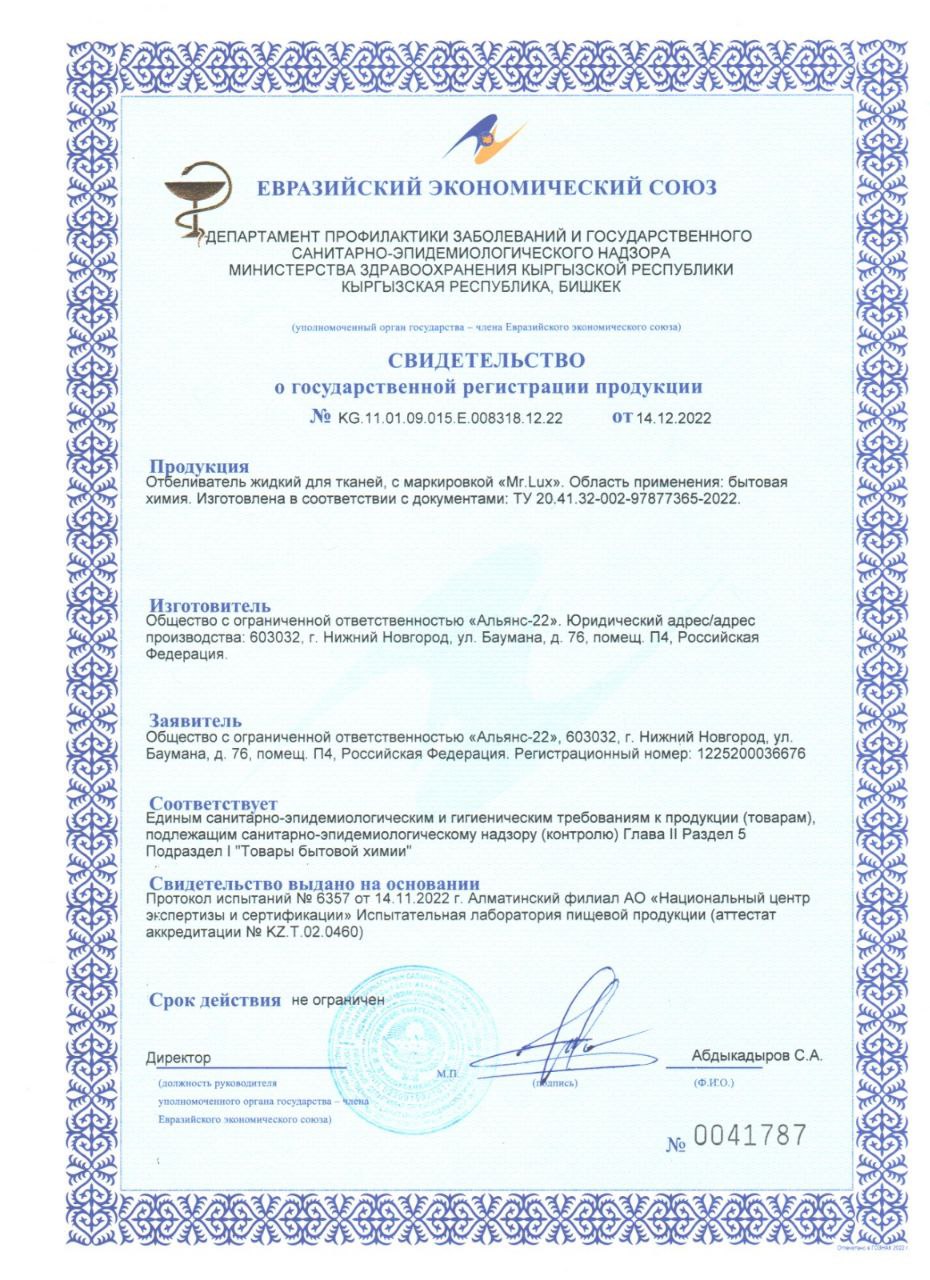 ЕВРАЗИЙСКИЙ ЭКОНОМИЧЕСКИЙ СОЮЗ
ДЕПАРТАМЕНТ ПРОФИЛАКТИКИ ЗАБОЛЕВАНИЙ И ГОСУДАРСТВЕННОГО
САНИТАРНО-ЭПИДЕМИОЛОГИЧЕСКОГО НАДЗОРА
МИНИСТЕРСТВА ЗДРАВООХРАНЕНИЯ КЫРГЫЗСКОЙ РЕСПУБЛИКИ
КЫРГЫЗСКАЯ РЕСПУБЛИКА, БИШКЕК
(уполномоченный орган государства – члена Евразийского экономического союза)
СВИДЕТЕЛЬСТВО
о государственной регистрации продукции
№ KG.11.01.09.015.E.008318.12.22 от 14.12.2022
Продукция
Отбеливатель жидкий для тканей, с маркировкой «Mr.Lux». Область применения: бытовая
химия. Изготовлена в соответствии с документами: ТУ 20.41.32-002-97877365-2022.
Изготовитель
Общество с ограниченной ответственностью «Альянс-22». Юридический адрес/адрес
производства: 603032, г. Нижний Новгород, ул. Баумана, д. 76, помещ. П4, Российская
Федерация.
Заявитель
Общество с ограниченной ответственностью «Альянс-22», 603032, г. Нижний Новгород, ул.
Баумана, д. 76, помещ. П4, Российская Федерация. Регистрационный номер: 1225200036676
Соответствует
Единым санитарно-эпидемиологическим и гигиеническим требованиям к продукции (товарам),
подлежащим санитарно-эпидемиологическому надзору (контролю) Глава II Раздел 5
Подраздел I "Товары бытовой химии"
Свидетельство выдано на основании
Протокол испытаний № 6357 от 14.11.2022 г. Алматинский филиал АО «Национальный центр
экспертизы и сертификации» Испытательная лаборатория пищевой продукции (аттестат
аккредитации № KZ.T.02.0460)
Срок действия не ограничен
Директор
Абдыкадыров С.А.
М.П.
(должность руководителя
уполномоченного органа государства – члена
Евразийского экономического союза)
(подпись)
(Ф.И.О.)
№ 0041787